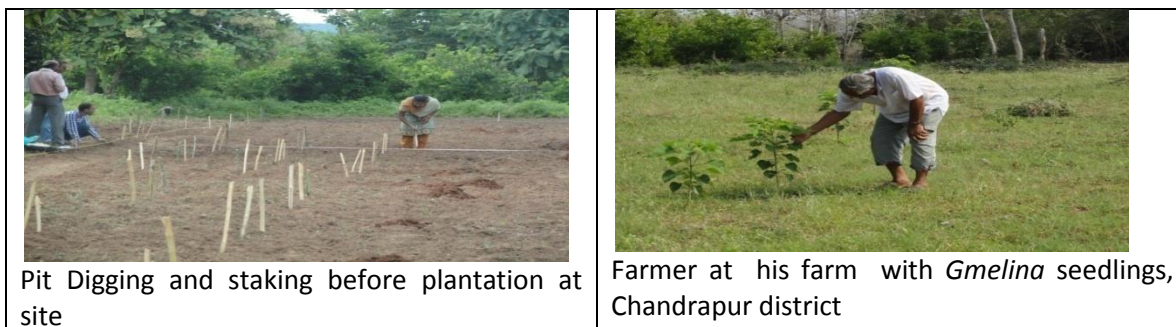 Pit Digging and staking before plantation at
site
Farmer at his farm with Gmelina seedlings,
Chandrapur district